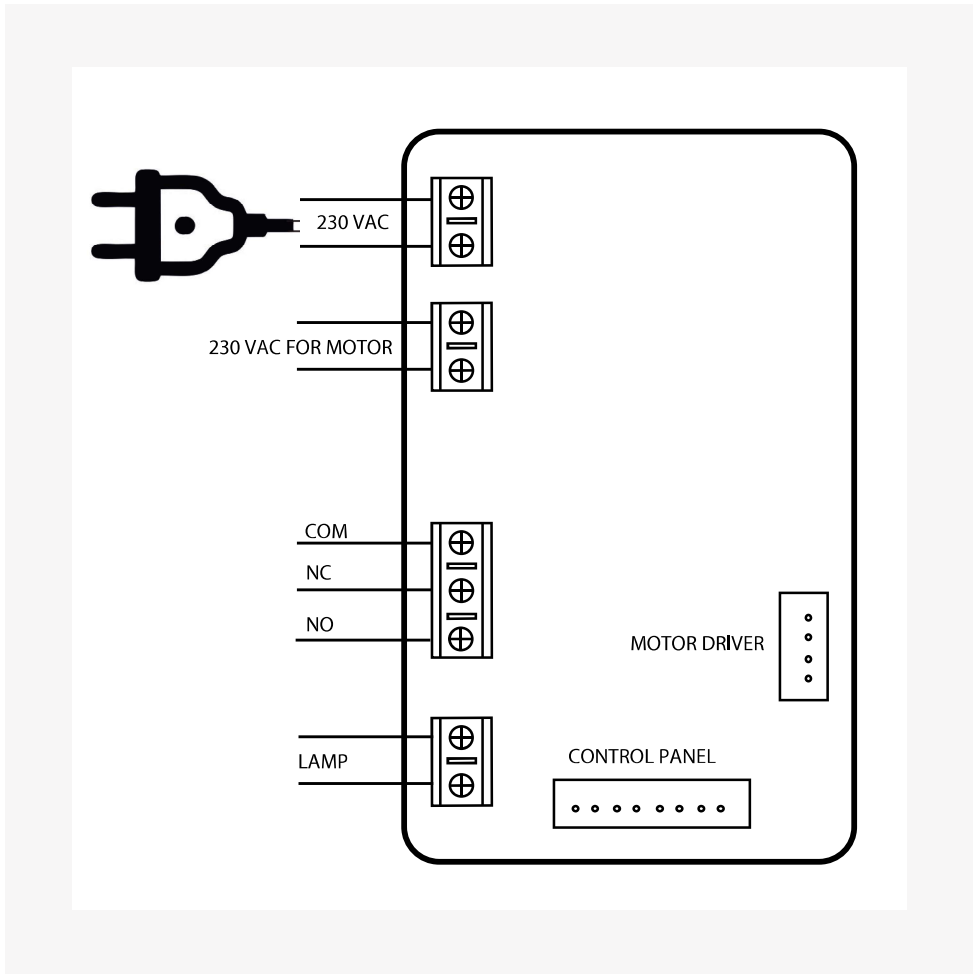 230 VAC
230 VAC FOR MOTOR
COM
NC
NO
MOTOR DRIVER
LAMP
CONTROL PANEL